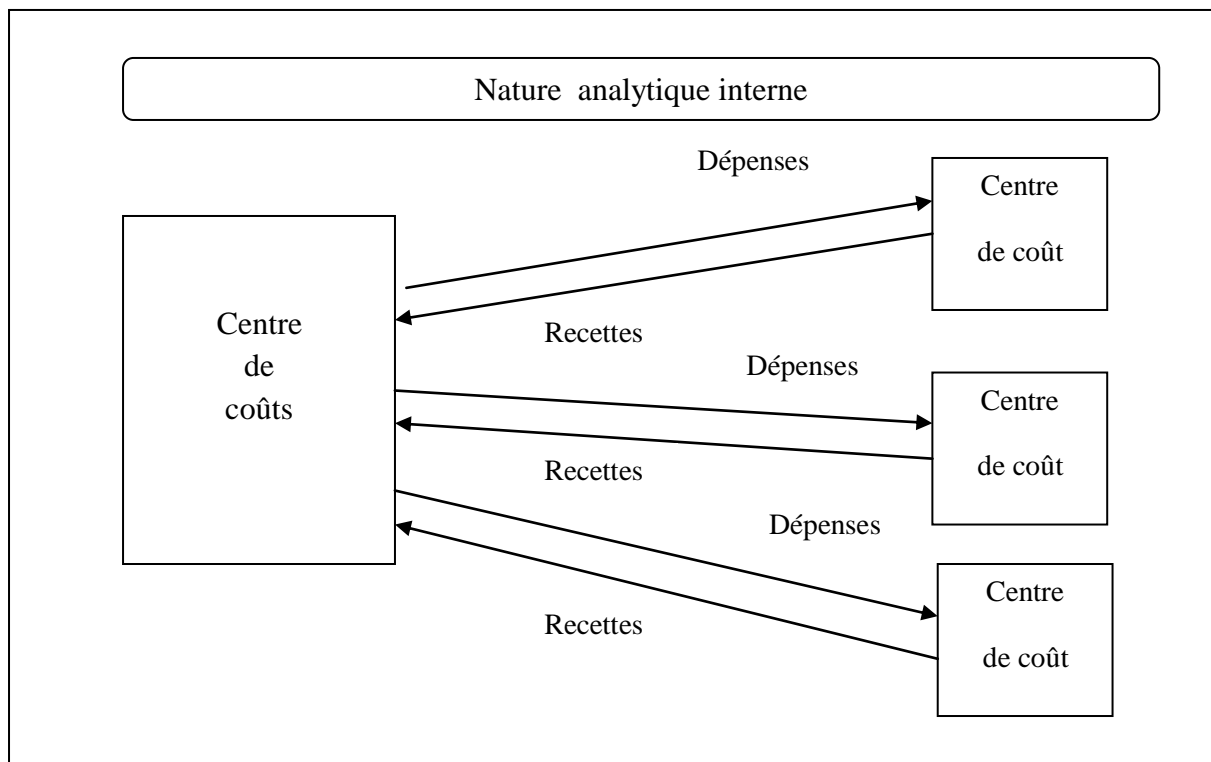 Nature analytique interne
Dépenses
Centre
de coût
Centre
de
coûts
Recettes
Dépenses
Centre
de coût
Recettes
Dépenses
Centre
de coût
Recettes